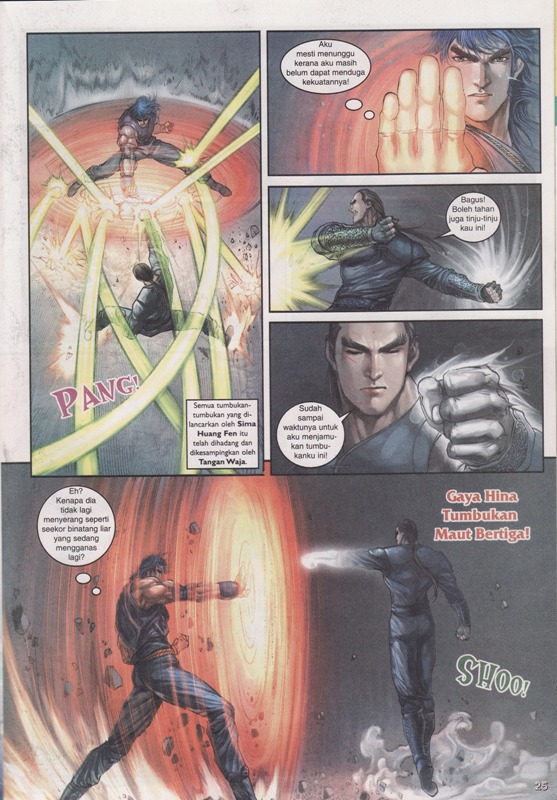 PANG!
Semua tumbukan-
tumbukan yang di-
lancarkan oleh Sima
Huang Fen itu
telah dihadang dan
dikesampingkan oleh
Tangan Waja.
Aku
mesti menunggu
kerana aku masih
belum dapat menduga
kekuatannya!
Bagus!
Boleh tahan
juga tinju-tinju
kau ini!
Sudah
sampai
waktunya untuk
aku menjamu-
kan tumbu-
kanku ini!
Eh?
Kenapa dia
tidak lagi
menyerang seperti
seekor binatang liar
yang sedang
mengganas
lagi?
Gaya Hina
Tumbukan
Maut Bertiga!
SHOO!
25